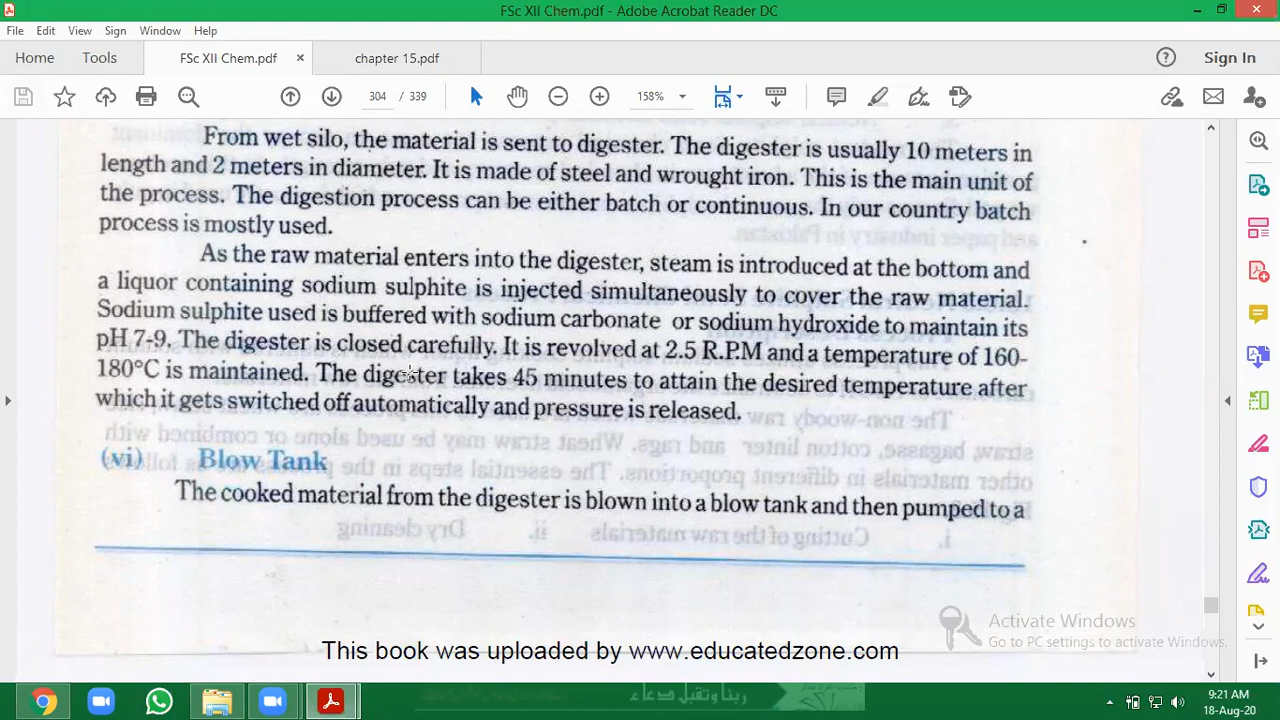 FSc XII Chem.pdf - Adobe Acrobat Reader DC
File Edit View Sign Window Help
Home Tools FSc XII Chem.pdf × chapter 15.pdf Sign In
304 / 339 158%
From wet silo, the material is sent to digester. The digester is usually 10 meters in
length and 2 meters in diameter. It is made of steel and wrought iron. This is the main unit of
the process. The digestion process can be either batch or continuous. In our country batch
process is mostly used.
As the raw material enters into the digester, steam is introduced at the bottom and
a liquor containing sodium sulphite is injected simultaneously to cover the raw material.
Sodium sulphite used is buffered with sodium carbonate or sodium hydroxide to maintain its
pH 7-9. The digester is closed carefully. It is revolved at 2.5 R.P.M and a temperature of 160-
180°C is maintained. The digester takes 45 minutes to attain the desired temperature after
which it gets switched off automatically and pressure is released.
(vi) Blow Tank
The cooked material from the digester is blown into a blow tank and then pumped to a
Activate Windows
Go to PC settings to activate Windows.
This book was uploaded by www.educatedzone.com
ربنا وتقبل دعاء
9:21 AM
18-Aug-20